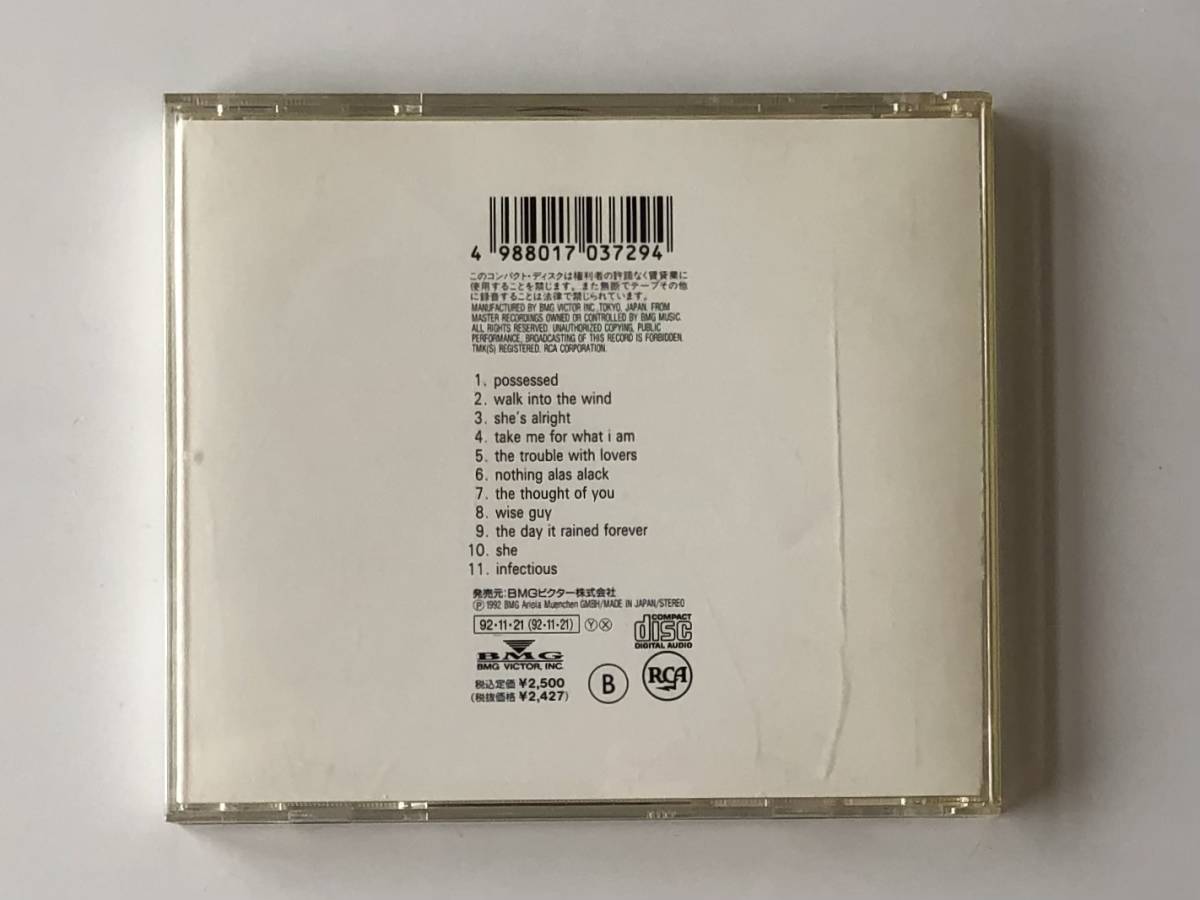 4 988017 037294
このコンパクト・ディスクは権利者の許諾なく賃貸業に
使用することを禁じます。また無断でテープその他
に録音することは法律で禁じられています。
MANUFACTURED BY BMG VICTOR INC., TOKYO, JAPAN. FROM
MASTER RECORDINGS OWNED OR CONTROLLED BY BMG MUSIC.
ALL RIGHTS RESERVED. UNAUTHORIZED COPYING, PUBLIC
PERFORMANCE, BROADCASTING OF THIS RECORD IS FORBIDDEN.
TMK(S) REGISTERED. RCA CORPORATION.
1. possessed
2. walk into the wind
3. she's alright
4. take me for what i am
5. the trouble with lovers
6. nothing alas alack
7. the thought of you
8. wise guy
9. the day it rained forever
10. she
11. infectious
発売元:BMGビクター株式会社
Ⓟ1992 BMG Ariola Muenchen GMBH/MADE IN JAPAN/STEREO
92・11・21 (92・11・21) Ⓨ Ⓧ
COMPACT
disc
DIGITAL AUDIO
BMG
BMG VICTOR, INC.
税込定価 ¥2,500
(税抜価格 ¥2,427)
B
RCA